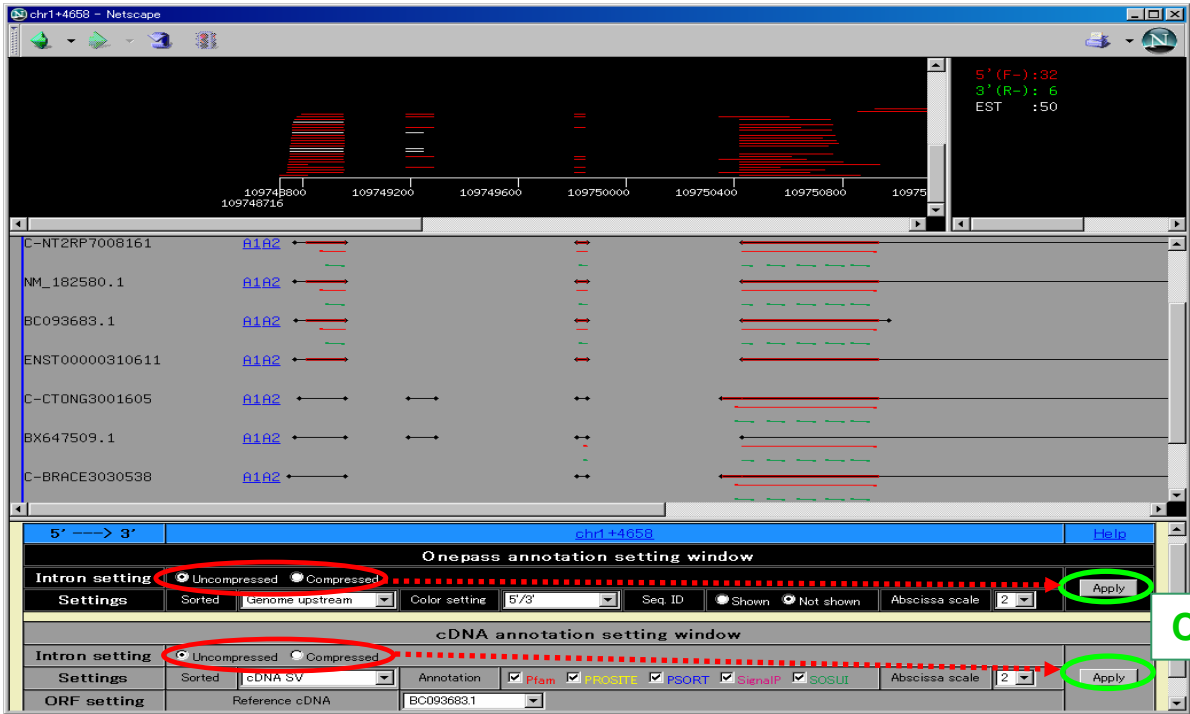 chr1+4658 - Netscape
5'(F-):32
3'(R-): 6
EST :50
109748800 109749200 109749600 109750000 109750400 109750800 10975
109748716
C-NT2RP7008161 A1A2
NM_182580.1 A1A2
BC093683.1 A1A2
ENST00000310611 A1A2
C-CTONG3001605 A1A2
BX647509.1 A1A2
C-BRACE3030538 A1A2
5' ---> 3' chr1+4658 Help
Onepass annotation setting window
Intron setting Uncompressed Compressed Apply
Settings Sorted Genome upstream Color setting 5'/3' Seq. ID Shown Not shown Abscissa scale 2
C
cDNA annotation setting window
Intron setting Uncompressed Compressed
Settings Sorted cDNA SV Annotation Pfam PROSITE PSORT SignalP SOSUI Abscissa scale 2 Apply
ORF setting Reference cDNA BC093683.1